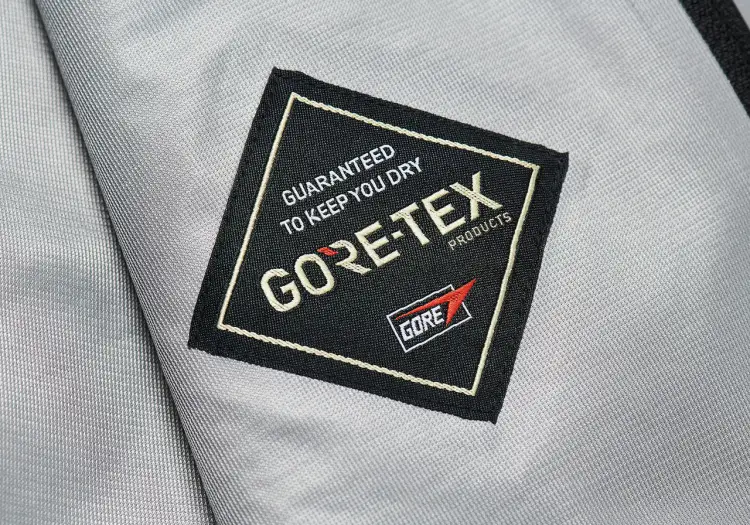 GUARANTEED
TO KEEP YOU DRY
GORE-TEX
PRODUCTS
GORE